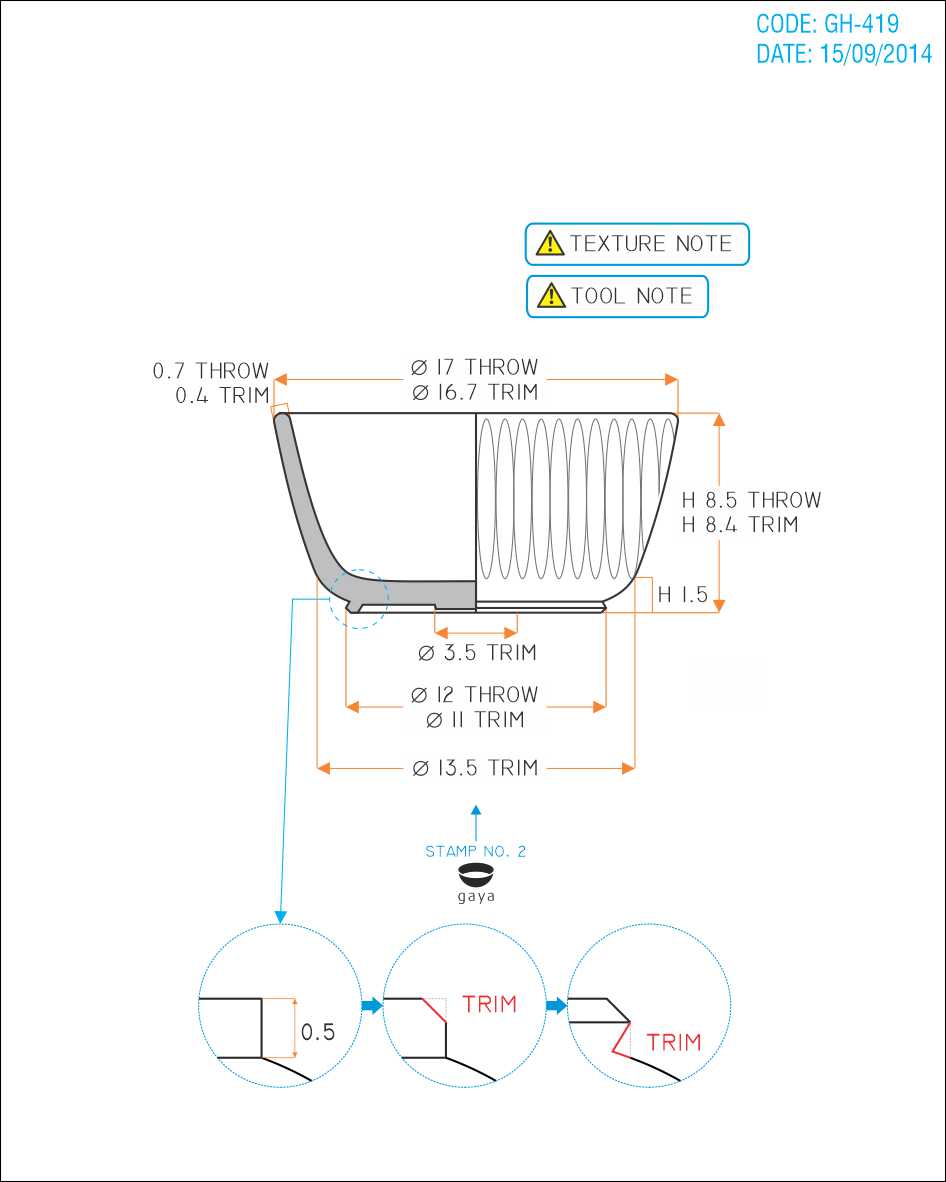 CODE: GH-419
DATE: 15/09/2014
TEXTURE NOTE
TOOL NOTE
0.7 THROW
0.4 TRIM
Ø 17 THROW
Ø 16.7 TRIM
H 8.5 THROW
H 8.4 TRIM
H 1.5
Ø 3.5 TRIM
Ø 12 THROW
Ø 11 TRIM
Ø 13.5 TRIM
STAMP NO. 2
gaya
0.5
TRIM
TRIM